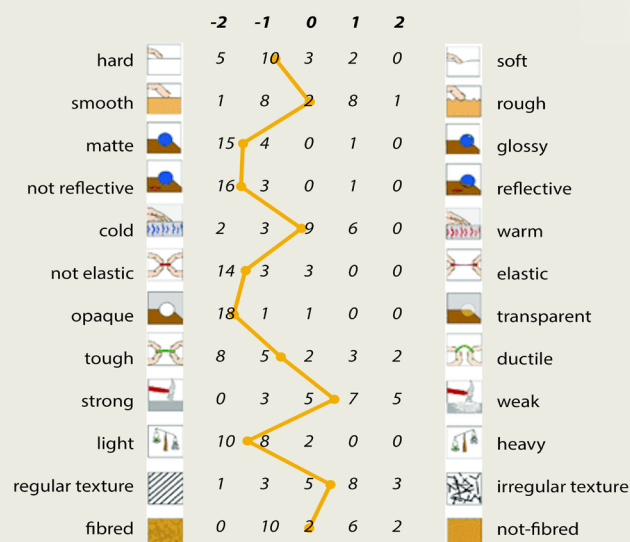 -2 -1 0 1 2
hard 5 10 3 2 0 soft
smooth 1 8 2 8 1 rough
matte 15 4 0 1 0 glossy
not reflective 16 3 0 1 0 reflective
cold 2 3 9 6 0 warm
not elastic 14 3 3 0 0 elastic
opaque 18 1 1 0 0 transparent
tough 8 5 2 3 2 ductile
strong 0 3 5 7 5 weak
light 10 8 2 0 0 heavy
regular texture 1 3 5 8 3 irregular texture
fibred 0 10 2 6 2 not-fibred